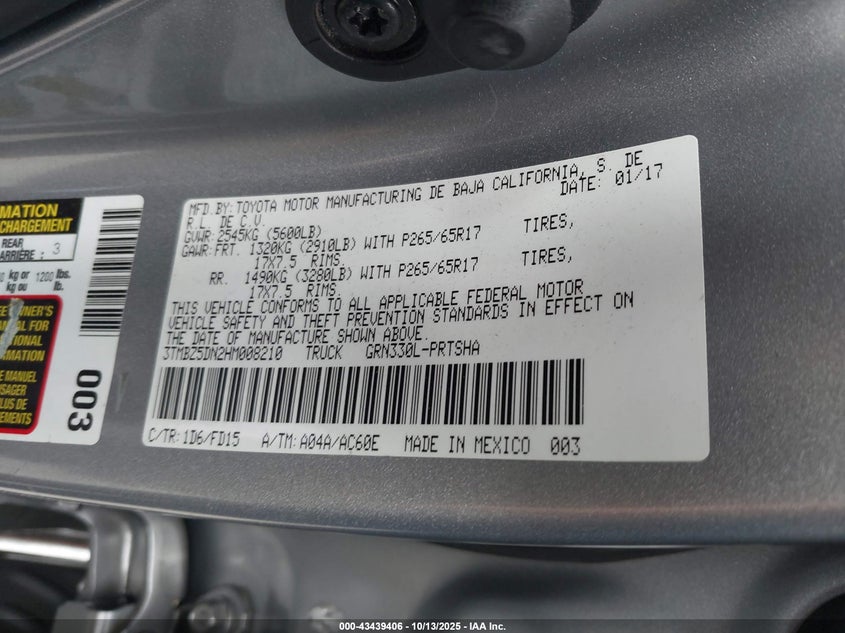 MFD.BY:TOYOTA MOTOR MANUFACTURING DE BAJA CALIFORNIA, S. DE
R.L. DE C.V. DATE: 01/17
GVWR:2545KG (5600LB)
GAWR:FRT. 1320KG (2910LB) WITH P265/65R17 TIRES,
17X7.5 RIMS.
RR. 1490KG (3280LB) WITH P265/65R17 TIRES,
17X7.5 RIMS.
THIS VEHICLE CONFORMS TO ALL APPLICABLE FEDERAL MOTOR
VEHICLE SAFETY AND THEFT PREVENTION STANDARDS IN EFFECT ON
THE DATE OF MANUFACTURE SHOWN ABOVE.
3TMBZ5DN2HM008210 TRUCK GRN330L-PRTSHA
C/TR: 1D6/FD15 A/TM: A04A/AC60E MADE IN MEXICO 003
MATION
CHARGEMENT
REAR
ARRIÈRE : 3
kg or 1200 lbs.
kg ou lb.
NER'S
FOR
TIONAL
MATION
MANUEL
SAGER
PLUS DE
EMENTS
003
000-43439406 - 10/13/2025 - IAA Inc.